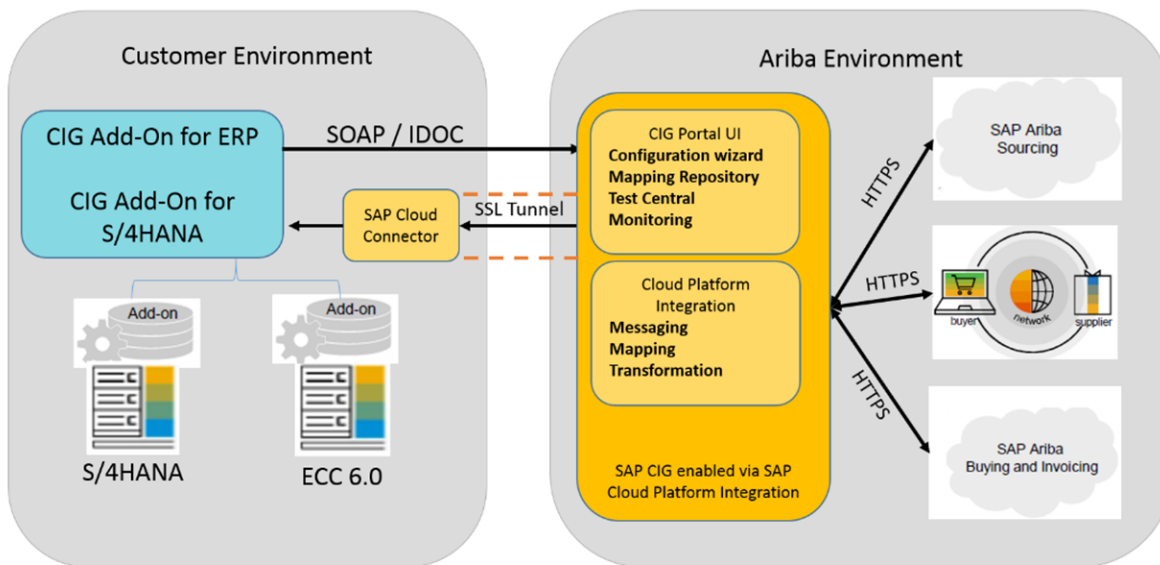 Customer Environment
CIG Add-On for ERP
CIG Add-On for
S/4HANA
SOAP / IDOC
SAP Cloud
Connector
SSL Tunnel
Add-on
Add-on
S/4HANA
ECC 6.0
Ariba Environment
CIG Portal UI
Configuration wizard
Mapping Repository
Test Central
Monitoring
Cloud Platform
Integration
Messaging
Mapping
Transformation
SAP CIG enabled via SAP
Cloud Platform Integration
HTTPS
HTTPS
HTTPS
SAP Ariba
Sourcing
buyer
network
supplier
SAP Ariba
Buying and Invoicing